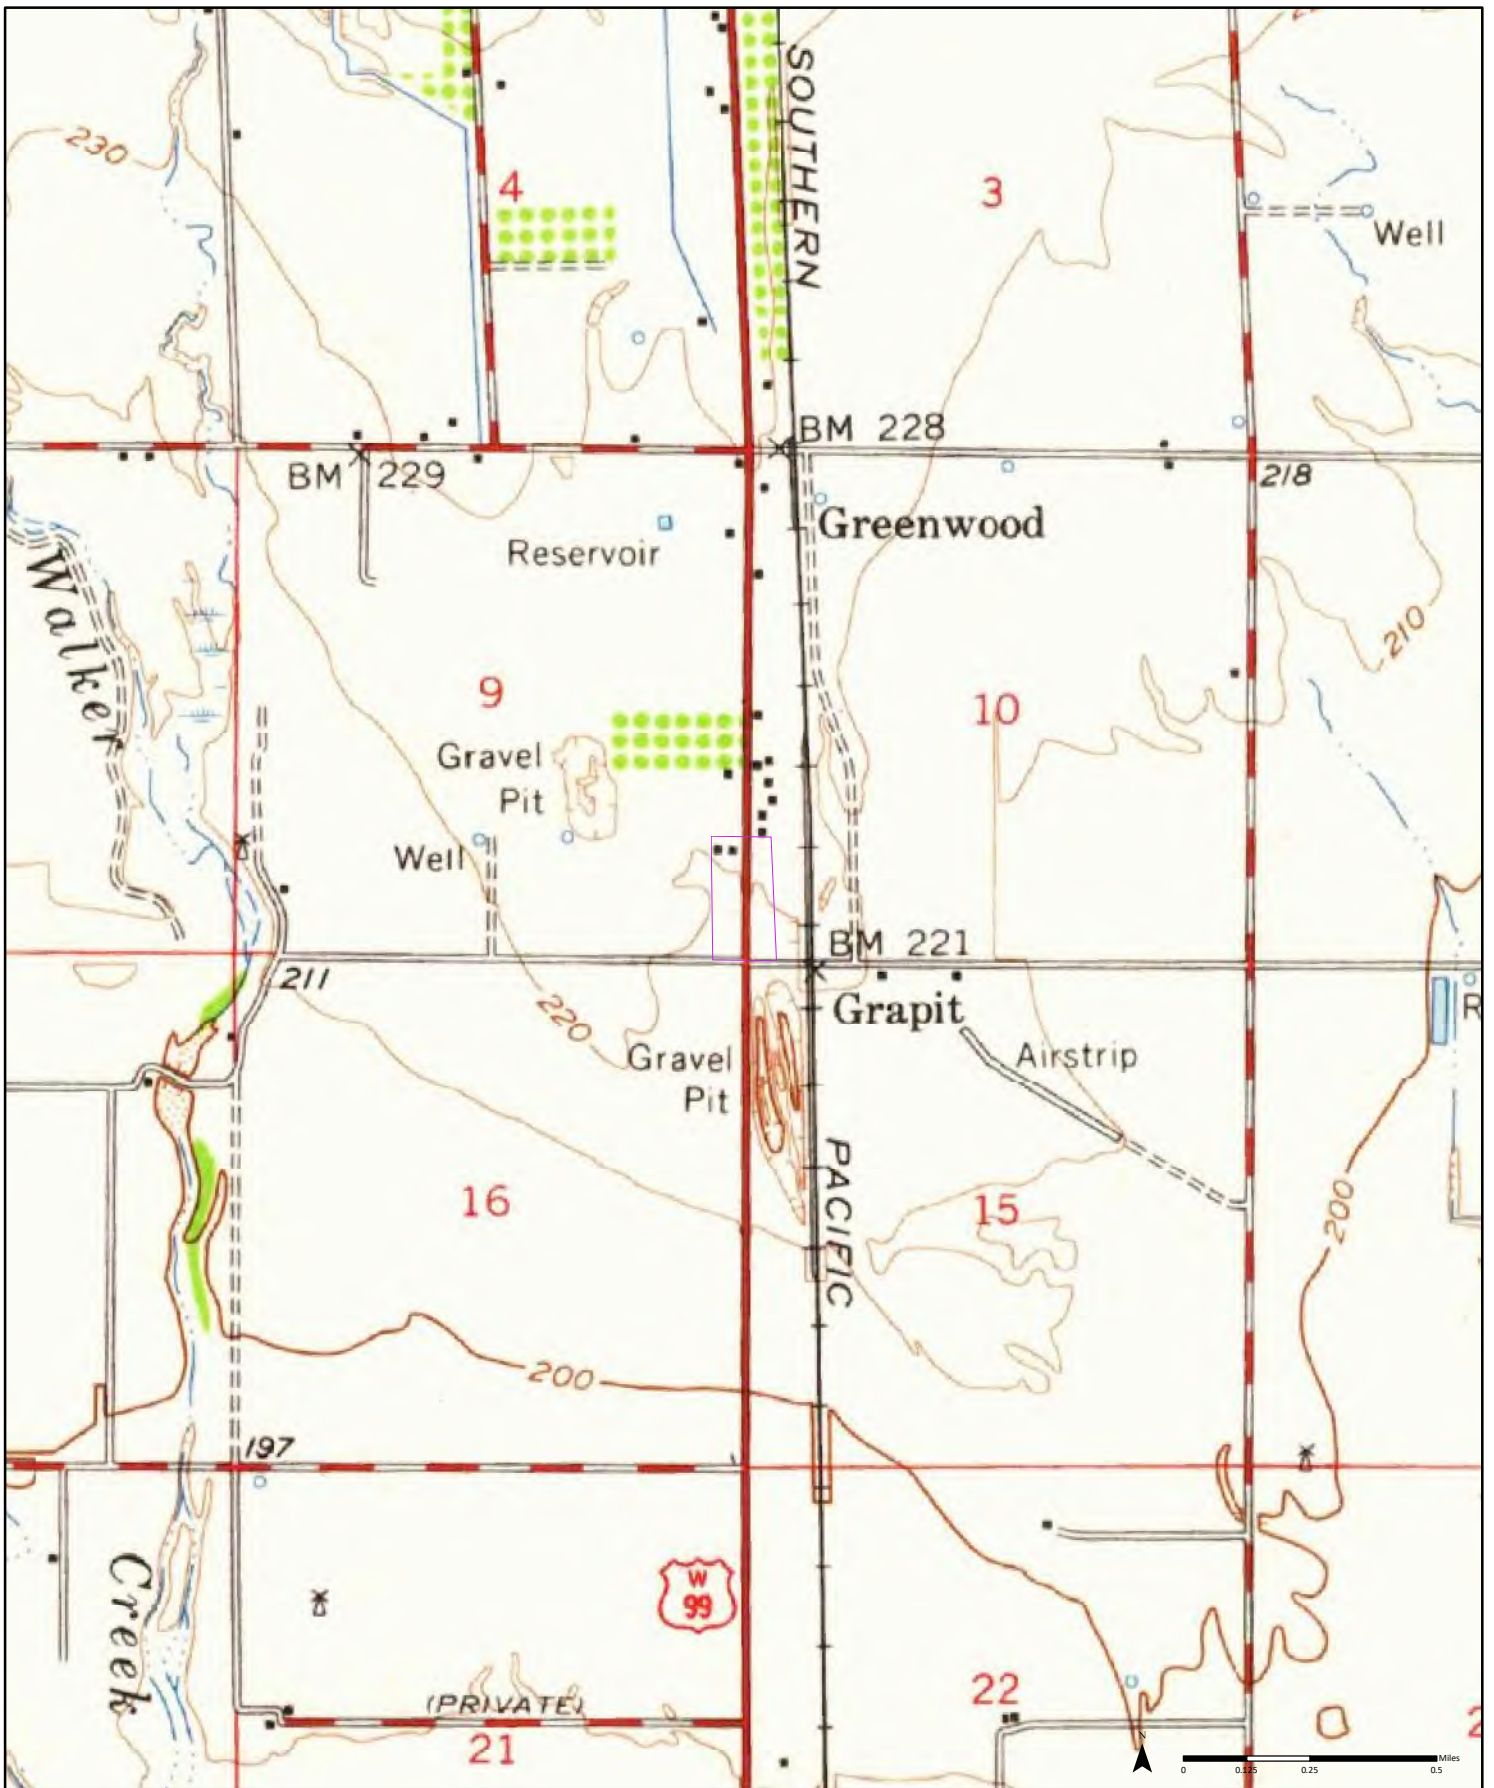 SOUTHERN
230
4
3
Well
BM 228
BM 229
218
Greenwood
Reservoir
Walker
210
9
10
Gravel
Pit
Well
BM 221
211
220
Grapit
R
Gravel
Pit
Airstrip
PACIFIC
16
15
200
200
197
W
99
Creek
(PRIVATE)
22
21
N
Miles
0
0.125
0.25
0.5